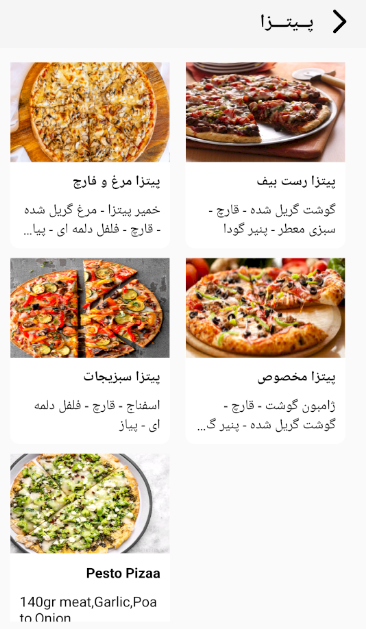 پــیتــــزا
پیتزا رست بیف
گوشت گریل شده - قارچ -
سبزی معطر - پنیر گودا
پیتزا مرغ و قارچ
خمیر پیتزا - مرغ گریل شده
- قارچ - فلفل دلمه ای - پیا...
پیتزا مخصوص
ژامبون گوشت - قارچ -
گوشت گریل شده - پنیر گ...
پیتزا سبزیجات
اسفناج - قارچ - فلفل دلمه
ای - پیاز
Pesto Pizaa
140gr meat,Garlic,Poa
to,Onion